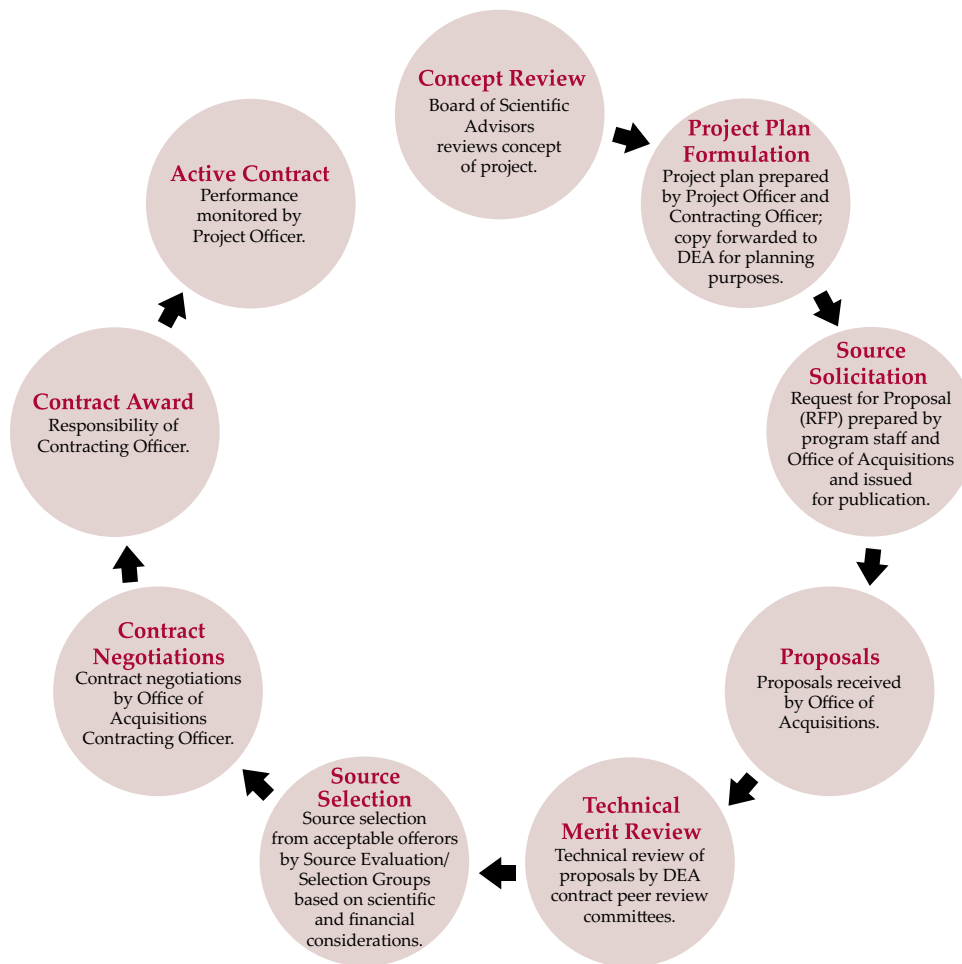 Concept Review
Board of Scientific
Advisors
reviews concept
of project.
Project Plan
Formulation
Project plan prepared
by Project Officer and
Contracting Officer;
copy forwarded to
DEA for planning
purposes.
Source
Solicitation
Request for Proposal
(RFP) prepared by
program staff and
Office of Acquisitions
and issued
for publication.
Proposals
Proposals received
by Office of
Acquisitions.
Technical
Merit Review
Technical review of
proposals by DEA
contract peer review
committees.
Source
Selection
Source selection
from acceptable offerors
by Source Evaluation/
Selection Groups
based on scientific
and financial
considerations.
Contract
Negotiations
Contract negotiations
by Office of
Acquisitions
Contracting Officer.
Contract Award
Responsibility of
Contracting Officer.
Active Contract
Performance
monitored by
Project Officer.